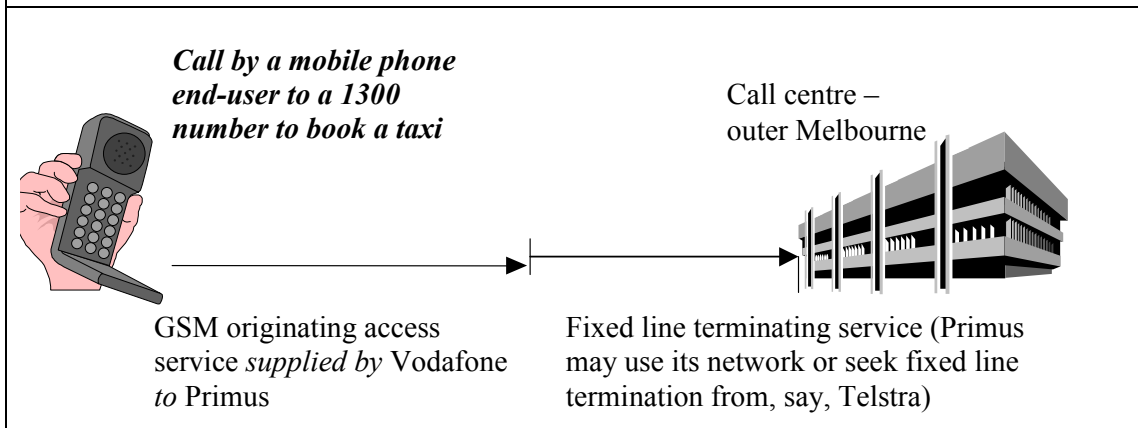 Call by a mobile phone
end-user to a 1300
number to book a taxi
Call centre –
outer Melbourne
GSM originating access
service supplied by Vodafone
to Primus
Fixed line terminating service (Primus
may use its network or seek fixed line
termination from, say, Telstra)